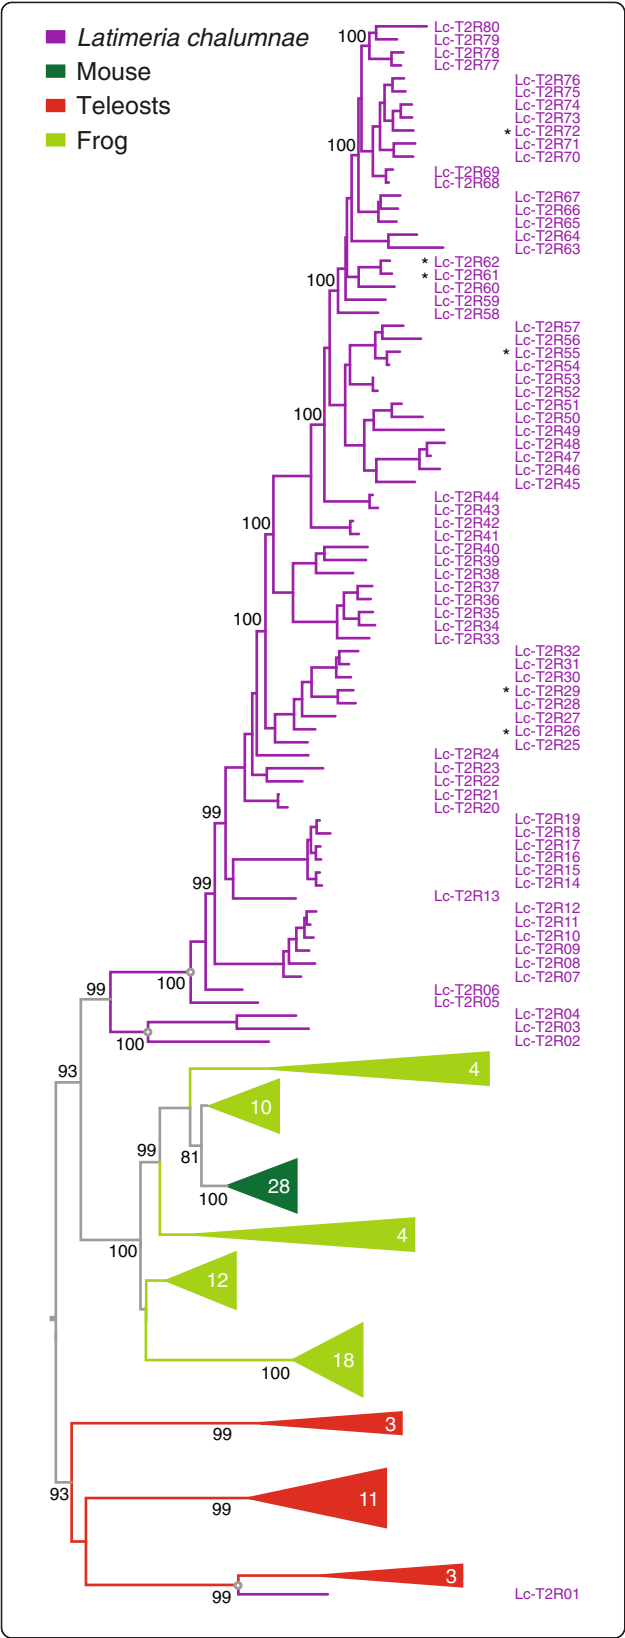 Latimeria chalumnae
Mouse
Teleosts
Frog
100
Lc-T2R80
Lc-T2R79
Lc-T2R78
Lc-T2R77
Lc-T2R76
Lc-T2R75
Lc-T2R74
Lc-T2R73
* Lc-T2R72
100
Lc-T2R71
Lc-T2R70
Lc-T2R69
Lc-T2R68
Lc-T2R67
Lc-T2R66
Lc-T2R65
Lc-T2R64
Lc-T2R63
* Lc-T2R62
100
* Lc-T2R61
Lc-T2R60
Lc-T2R59
Lc-T2R58
Lc-T2R57
Lc-T2R56
* Lc-T2R55
Lc-T2R54
Lc-T2R53
Lc-T2R52
Lc-T2R51
100
Lc-T2R50
Lc-T2R49
Lc-T2R48
Lc-T2R47
Lc-T2R46
Lc-T2R45
Lc-T2R44
Lc-T2R43
100
Lc-T2R42
Lc-T2R41
Lc-T2R40
Lc-T2R39
Lc-T2R38
Lc-T2R37
Lc-T2R36
Lc-T2R35
100
Lc-T2R34
Lc-T2R33
Lc-T2R32
Lc-T2R31
Lc-T2R30
* Lc-T2R29
Lc-T2R28
Lc-T2R27
* Lc-T2R26
Lc-T2R25
Lc-T2R24
Lc-T2R23
Lc-T2R22
Lc-T2R21
Lc-T2R20
99
Lc-T2R19
Lc-T2R18
Lc-T2R17
Lc-T2R16
Lc-T2R15
99
Lc-T2R14
Lc-T2R13
Lc-T2R12
Lc-T2R11
Lc-T2R10
Lc-T2R09
Lc-T2R08
Lc-T2R07
100
99
Lc-T2R06
Lc-T2R05
Lc-T2R04
Lc-T2R03
100
Lc-T2R02
93
4
10
99
81
28
100
4
100
12
18
100
3
99
93
11
99
3
99
Lc-T2R01